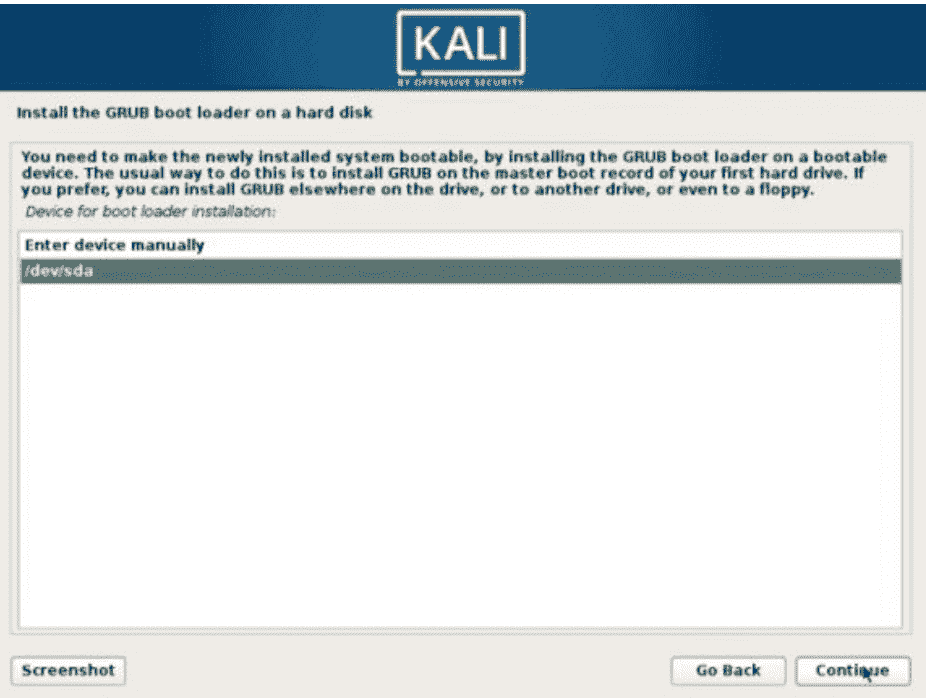 KALI
BY OFFENSIVE SECURITY
Install the GRUB boot loader on a hard disk
You need to make the newly installed system bootable, by installing the GRUB boot loader on a bootable
device. The usual way to do this is to install GRUB on the master boot record of your first hard drive. If
you prefer, you can install GRUB elsewhere on the drive, or to another drive, or even to a floppy.
Device for boot loader installation:
Enter device manually
/dev/sda
Screenshot
Go Back
Continue